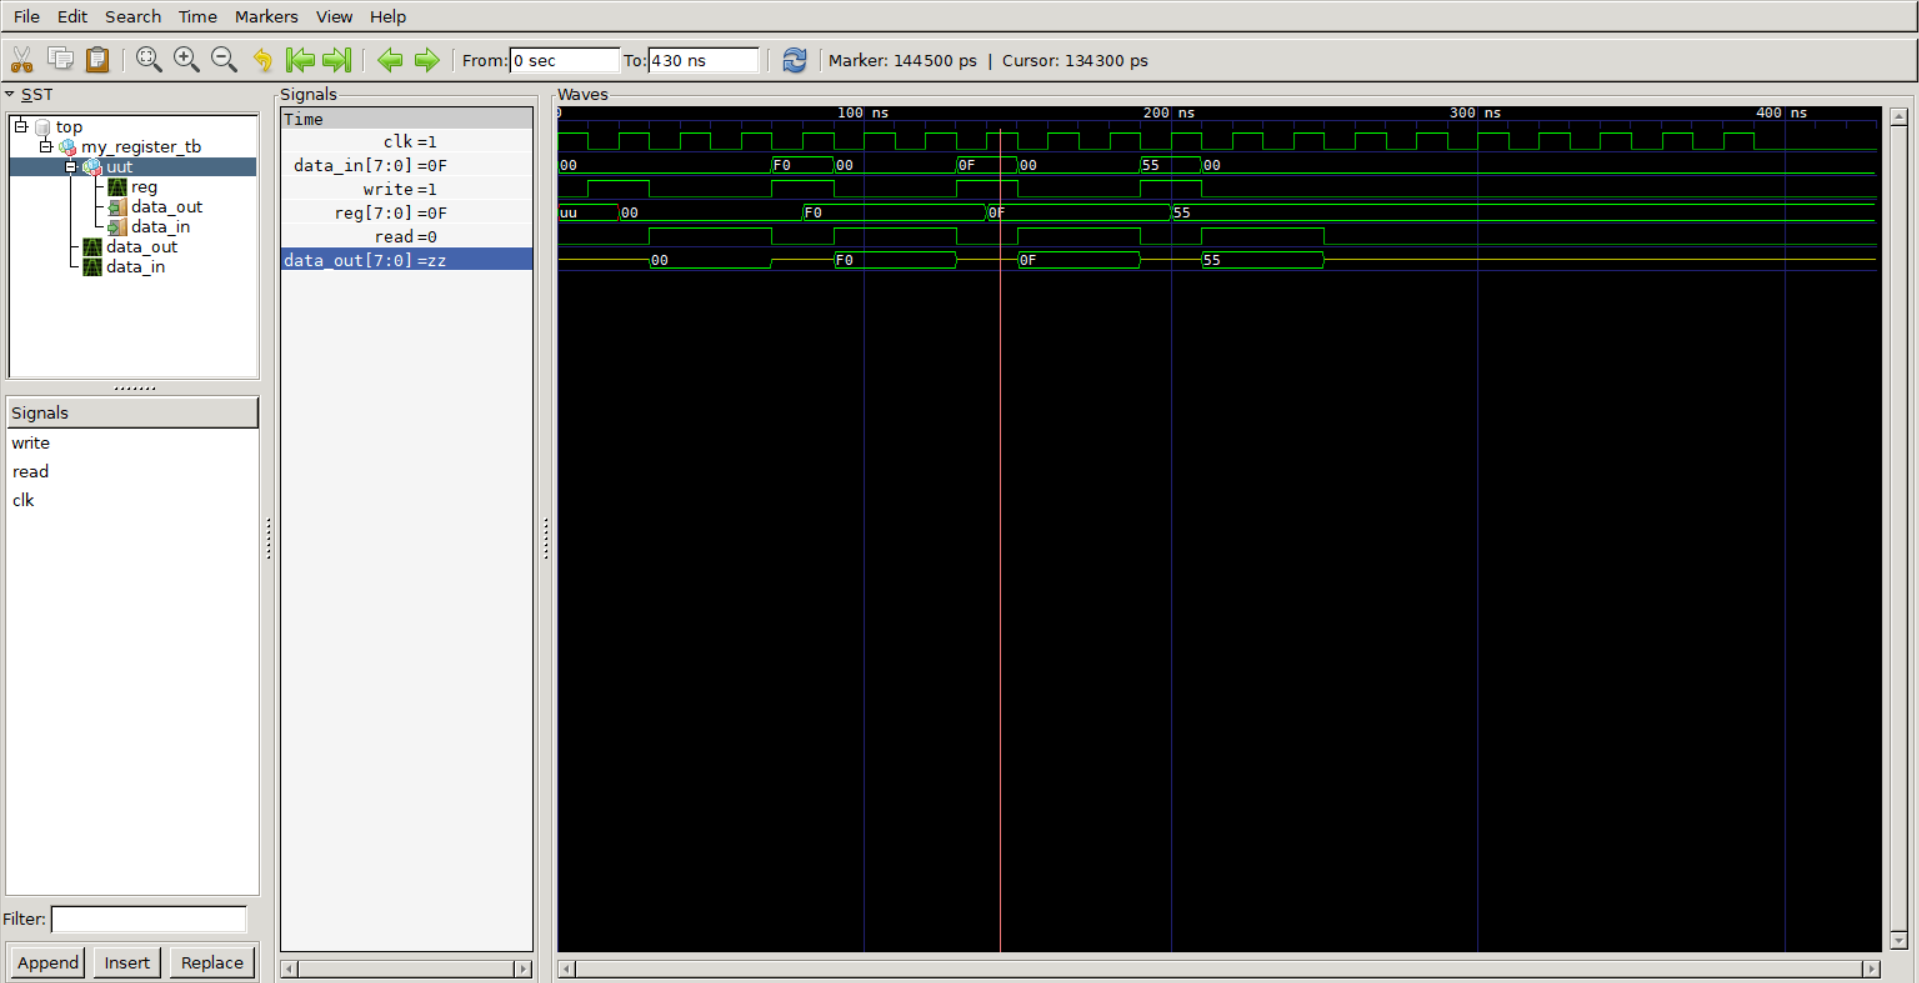 File Edit Search Time Markers View Help
From: 0 sec To: 430 ns Marker: 144500 ps | Cursor: 134300 ps
SST
top
my_register_tb
uut
reg
data_out
data_in
data_out
data_in
Signals
write
read
clk
Filter:
Append Insert Replace
Signals
Time
clk =1
data_in[7:0] =0F
write =1
reg[7:0] =0F
read =0
data_out[7:0] =zz
Waves
0 100 ns 200 ns 300 ns 400 ns
00 F0 00 0F 00 55 00
uu 00 F0 0F 55
00 F0 0F 55